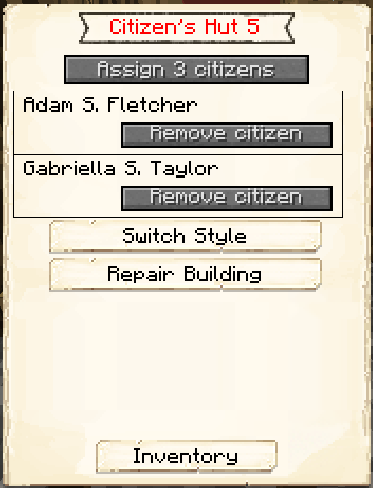 Citizen's Hut 5
Assign 3 citizens
Adam S. Fletcher
Remove citizen
Gabriella S. Taylor
Remove citizen
Switch Style
Repair Building
Inventory